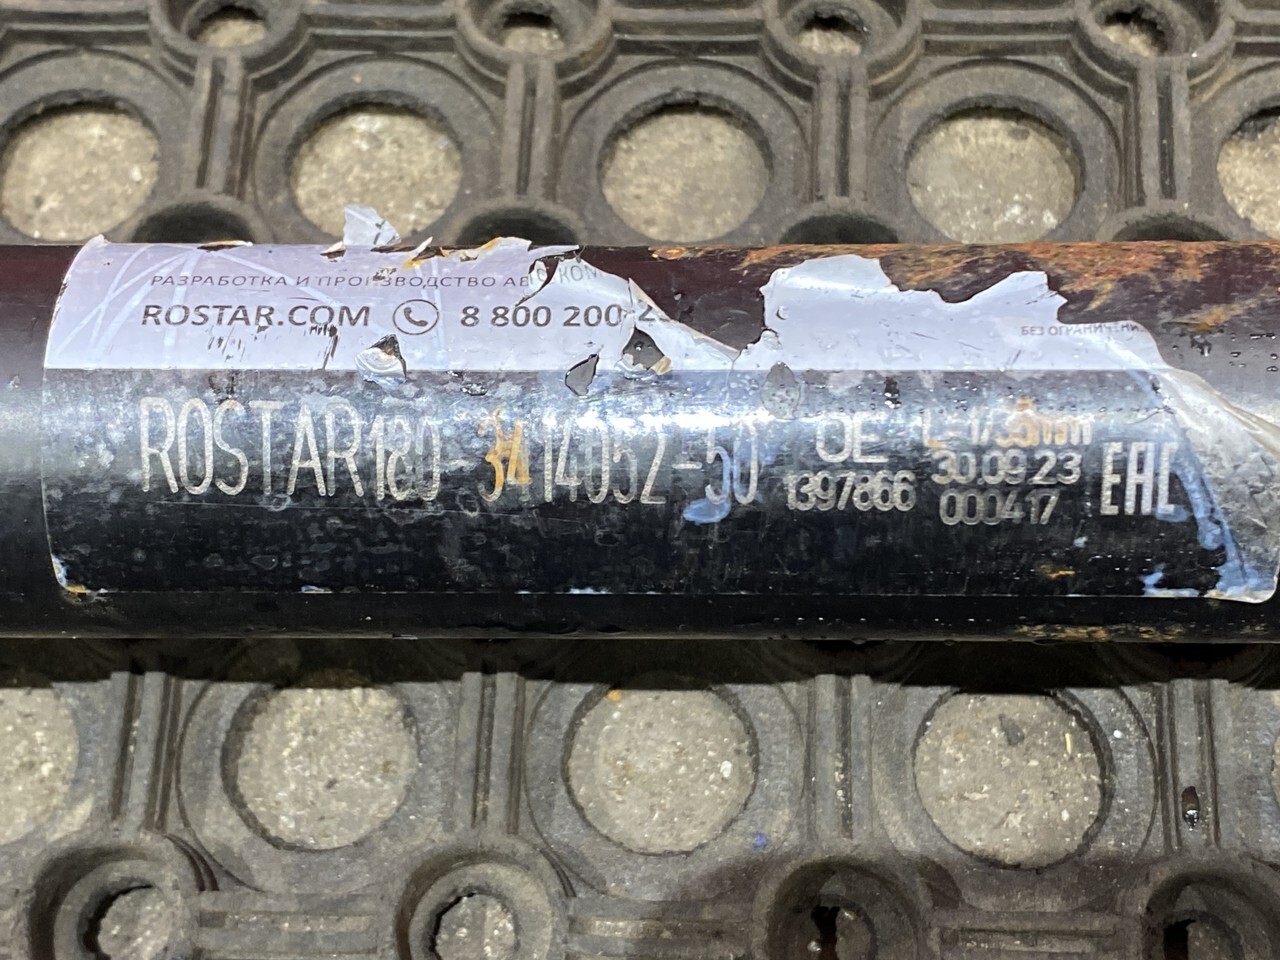 РАЗРАБОТКА И ПРОИЗВОДСТВО
ROSTAR.COM 8 800 200
БЕЗ ОГРАНИЧЕНИ
ROSTAR180-3414052-50
OE
1397866
30.09.23
000417
EAC